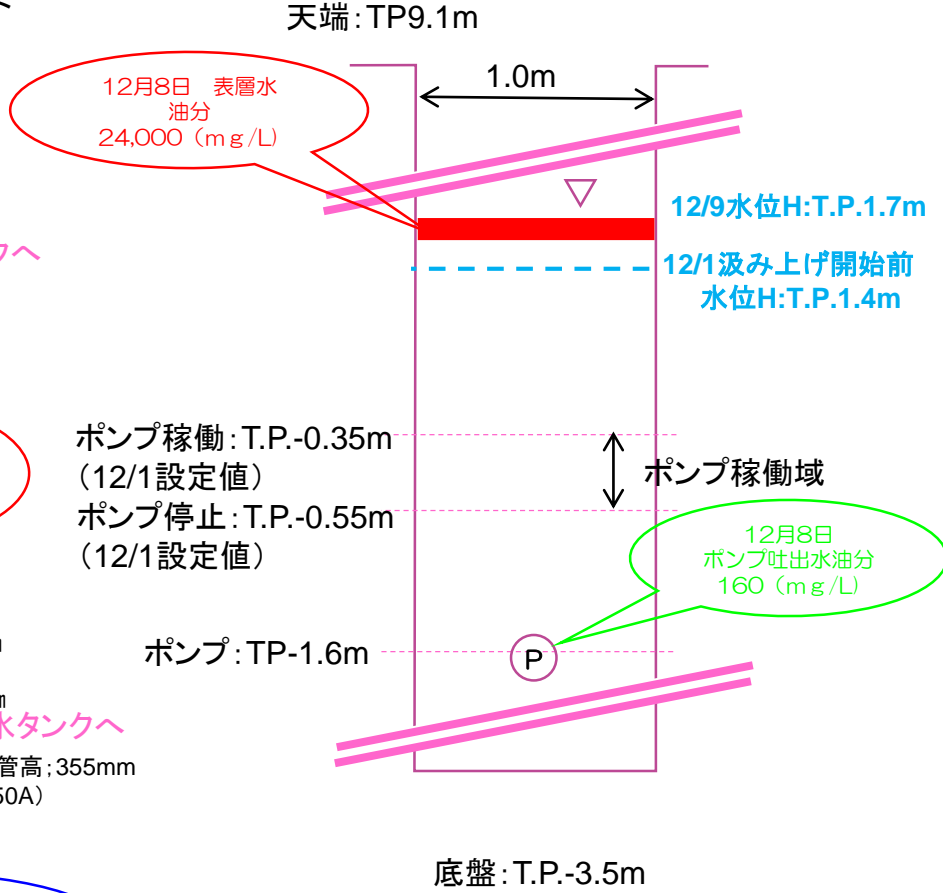 天端:TP9.1m
12月8日 表層水
油分
24,000(mg/L)
1.0m
12/9水位H:T.P.1.7m
12/1汲み上げ開始前
水位H:T.P.1.4m
クへ
ポンプ稼働:T.P.-0.35m
(12/1設定値)
ポンプ稼働域
ポンプ停止:T.P.-0.55m
(12/1設定値)
12月8日
ポンプ吐出水油分
160(mg/L)
ポンプ:TP-1.6m
P
水タンクへ
管高;355mm
50A)
底盤:T.P.-3.5m